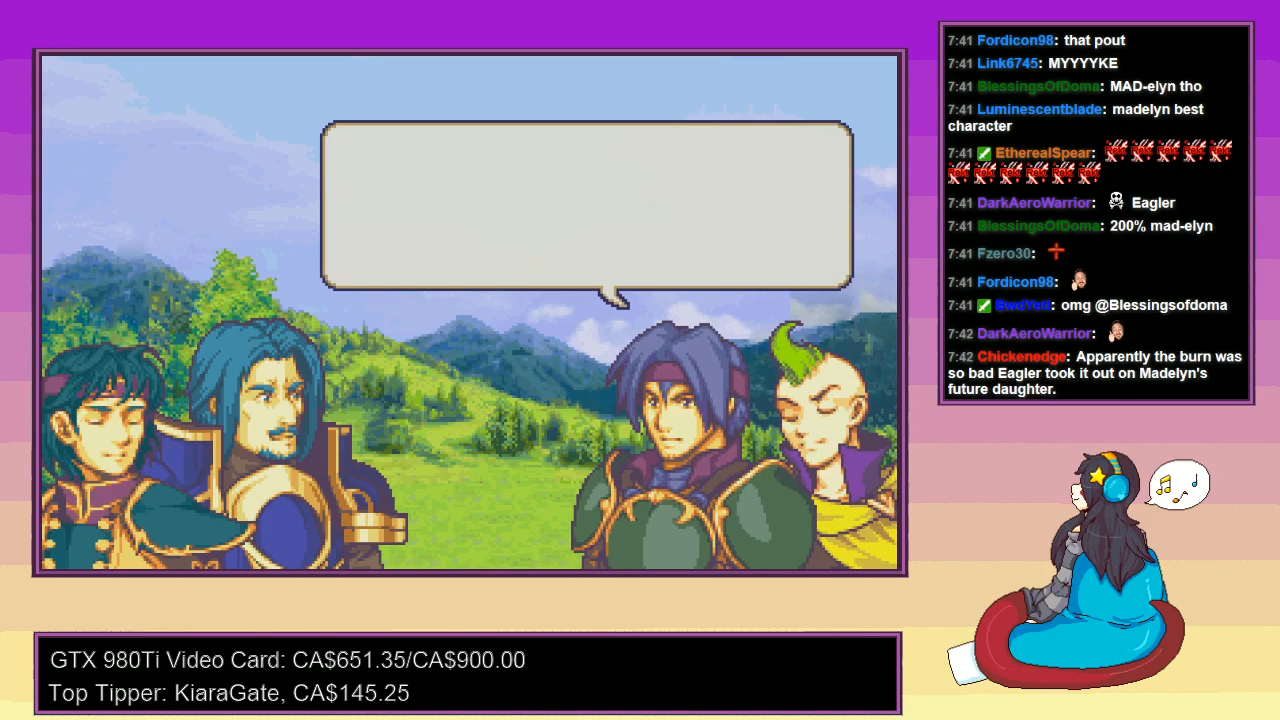 7:41 Fordicon98: that pout
7:41 Link6745: MYYYYKE
7:41 BlessingsOfDoma: MAD-elyn tho
7:41 Luminescentblade: madelyn best
character
7:41 EtherealSpear:
7:41 DarkAeroWarrior: Eagler
7:41 BlessingsOfDoma: 200% mad-elyn
7:41 Fzero30:
7:41 Fordicon98:
7:41 BwdYeti: omg @Blessingsofdoma
7:42 DarkAeroWarrior:
7:42 Chickenedge: Apparently the burn was
so bad Eagler took it out on Madelyn's
future daughter.
GTX 980Ti Video Card: CA$651.35/CA$900.00
Top Tipper: KiaraGate, CA$145.25